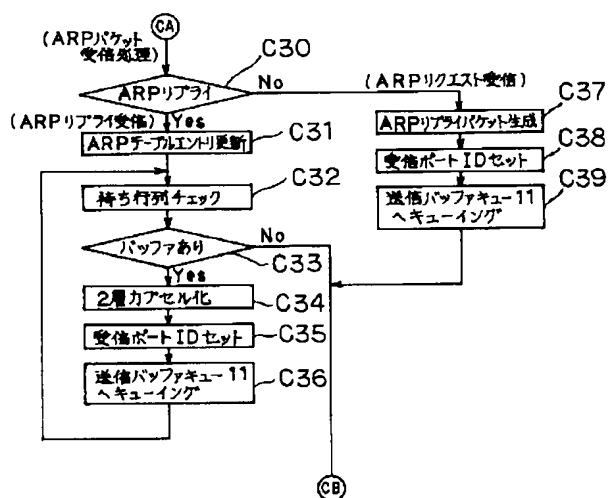 CA
(ARPパケット
受信処理)
C30
ARPリプライ
No
(ARPリクエスト受信)
C37
(ARPリプライ受信)
Yes
C31
ARPテーブルエントリ更新
ARPリプライパケット生成
C38
受信ポートIDセット
C32
待ち行列チェック
C39
送信バッファキュー11
へキューイング
バッファあり
No
C33
Yes
2層カプセル化
C34
受信ポートIDセット
C35
送信バッファキュー11
へキューイング
C36
CB